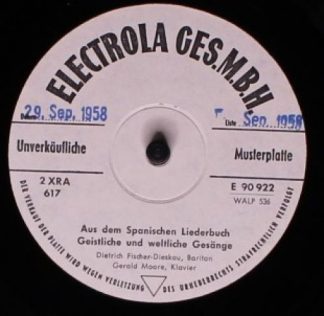 ELECTROLA GES.M.B.H
Datum 29. Sep. 1958
Liste Sep. 1958
Unverkäufliche Musterplatte
2 XRA
617
E 90 922
WALP 536
Aus dem Spanischen Liederbuch
Geistliche und weltliche Gesänge
Dietrich Fischer-Dieskau, Bariton
Gerald Moore, Klavier
DER VERKAUF DER PLATTE WIRD WEGEN VERLETZUNG DES URHEBERRECHTS STRAFRECHTLICH VERFOLGT